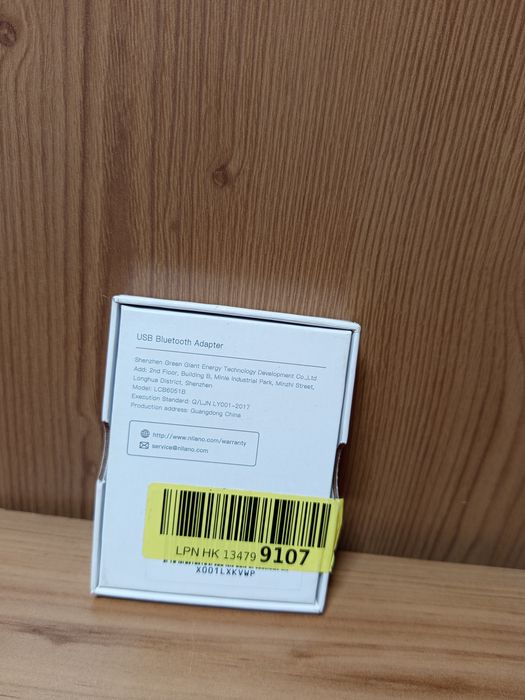 USB Bluetooth Adapter
Shenzhen Green Giant Energy Technology Development Co.,Ltd
Add: 2nd Floor, Building B, Minle Industrial Park, Minzhi Street,
Longhua District, Shenzhen
Model: LCB6051B
Execution Standard: Q/LJN LY001-2017
Production address: Guangdong China
http://www.nilano.com/warranty
service@nilano.com
LPN HK 13479 9107
X001LXKVWP